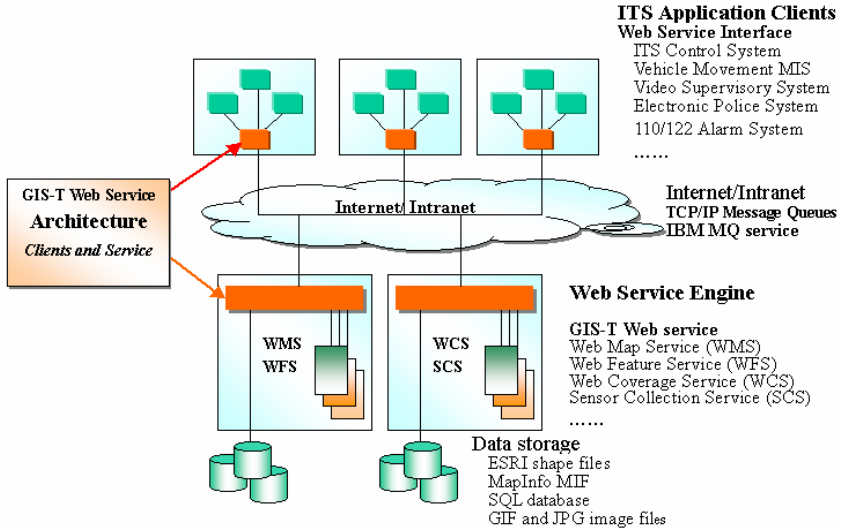 ITS Application Clients
Web Service Interface
ITS Control System
Vehicle Movement MIS
Video Supervisory System
Electronic Police System
110/122 Alarm System
......
GIS-T Web Service
Architecture
Clients and Service
Internet/ Intranet
Internet/Intranet
TCP/IP Message Queues
IBM MQ service
Web Service Engine
WMS
WFS
WCS
SCS
GIS-T Web service
Web Map Service (WMS)
Web Feature Service (WFS)
Web Coverage Service (WCS)
Sensor Collection Service (SCS)
......
Data storage
ESRI shape files
MapInfo MIF
SQL database
GIF and JPG image files